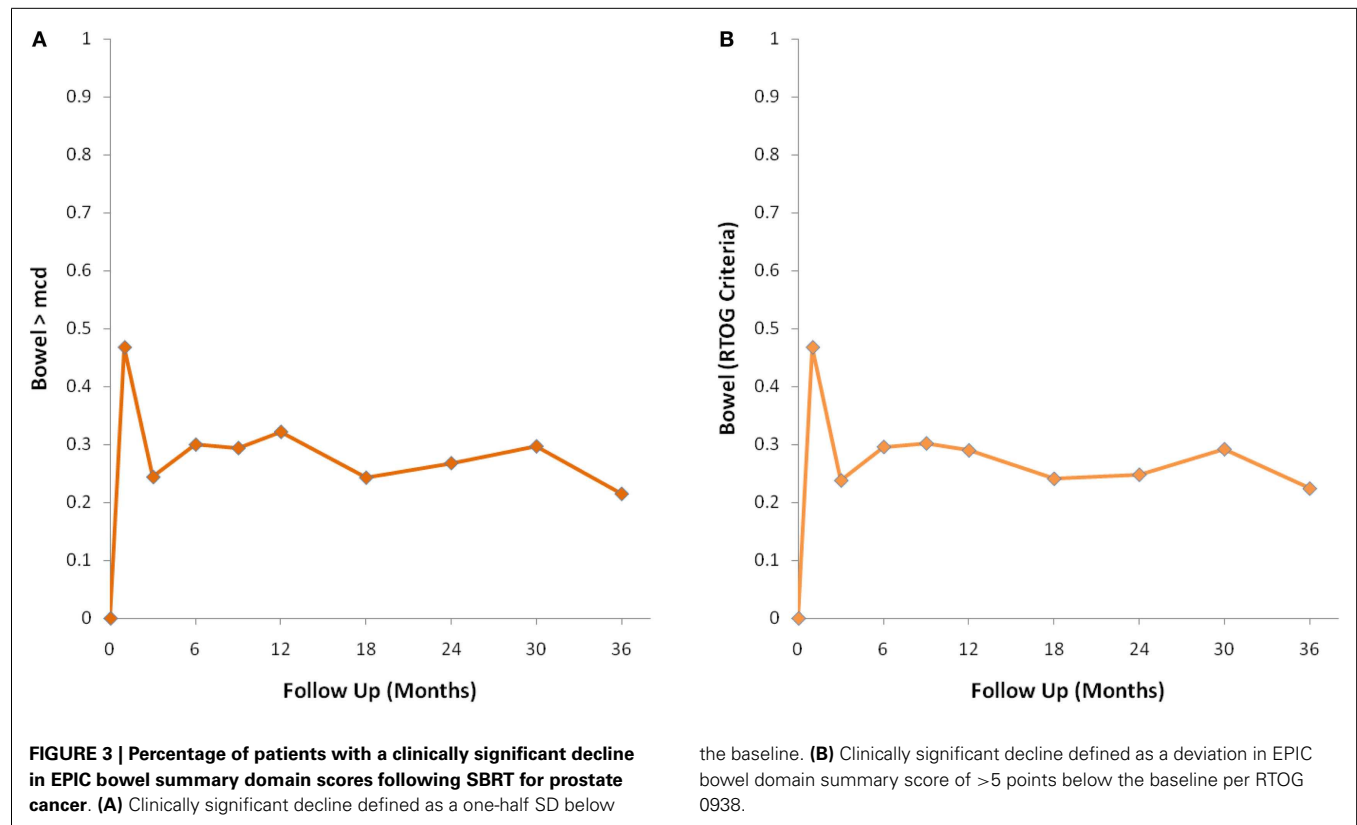 A
1
0.9
0.8
0.7
0.6
0.5
0.4
0.3
0.2
0.1
0
Bowel > mcd
0 6 12 18 24 30 36
Follow Up (Months)
B
1
0.9
0.8
0.7
0.6
0.5
0.4
0.3
0.2
0.1
0
Bowel (RTOG Criteria)
0 6 12 18 24 30 36
Follow Up (Months)
FIGURE 3 | Percentage of patients with a clinically significant decline
in EPIC bowel summary domain scores following SBRT for prostate
cancer. (A) Clinically significant decline defined as a one-half SD below
the baseline. (B) Clinically significant decline defined as a deviation in EPIC
bowel domain summary score of >5 points below the baseline per RTOG
0938.